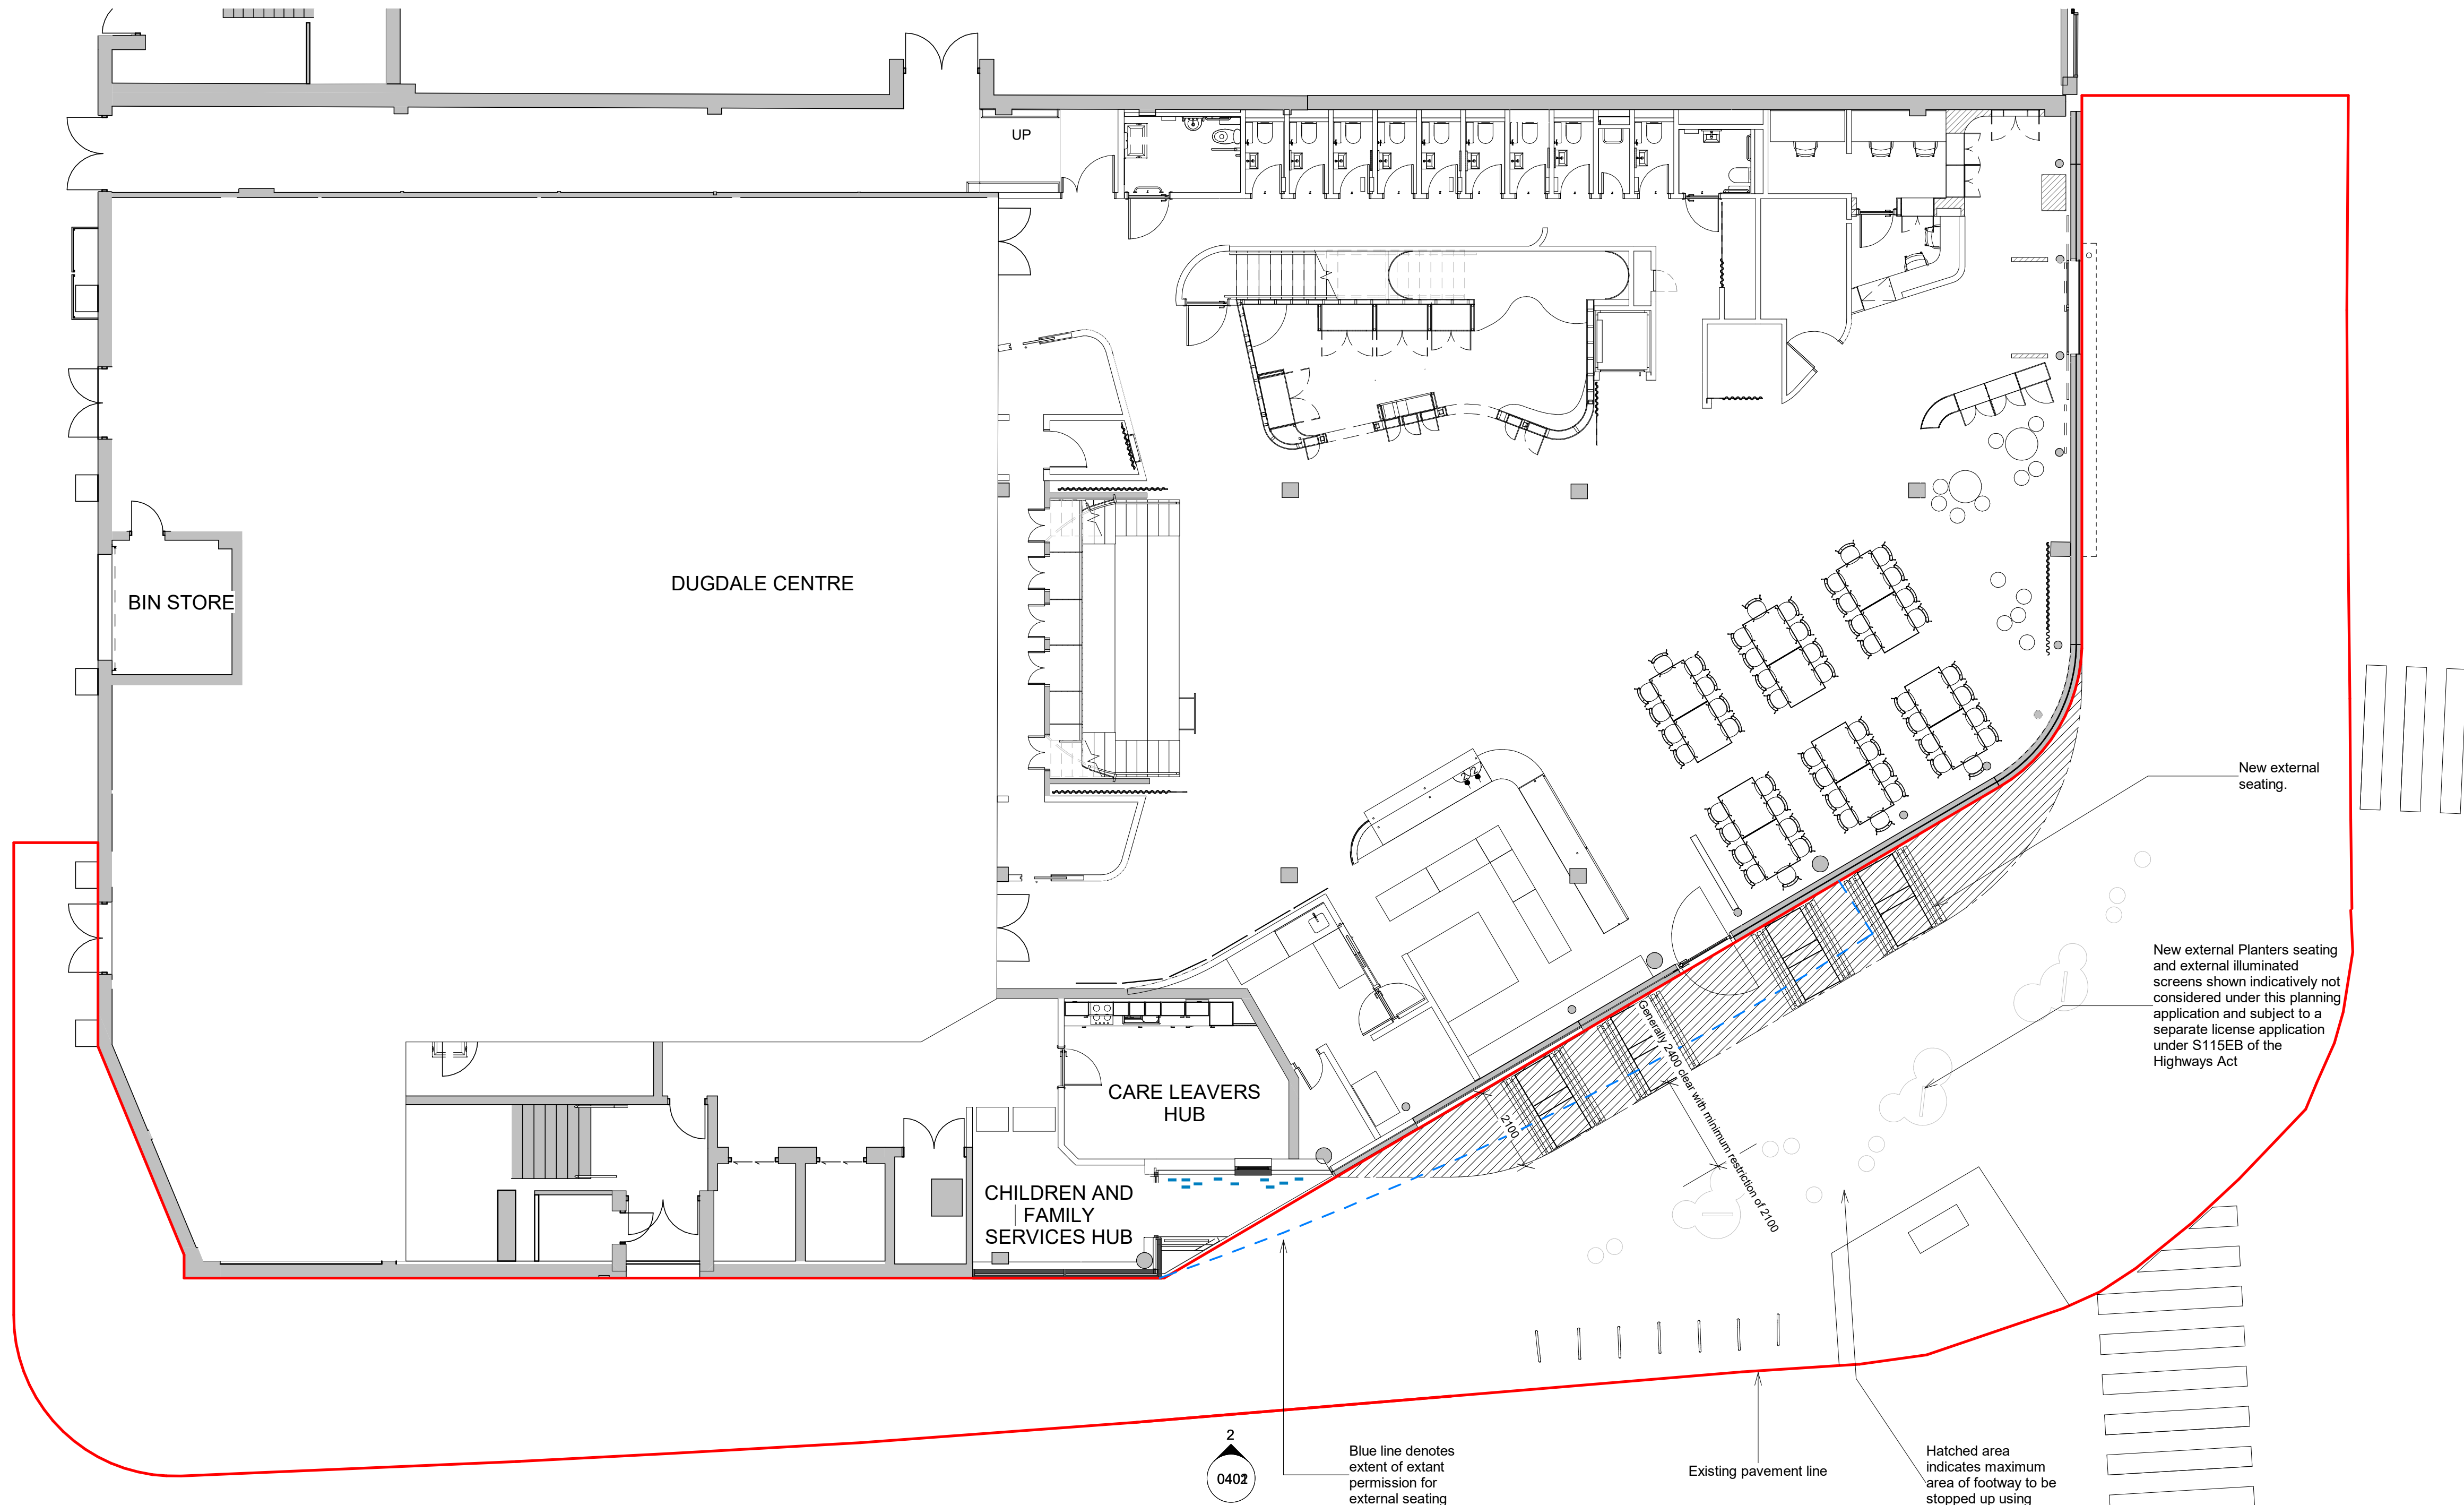 UP
DUGDALE CENTRE
BIN STORE
New external
seating.
New external Planters seating
and external illuminated
screens shown indicatively not
considered under this planning
application and subject to a
separate license application
under S115EB of the
Highways Act
Generally 2400 clear with minimum restriction of 2100
2100
CARE LEAVERS
HUB
CHILDREN AND
FAMILY
SERVICES HUB
2
Blue line denotes
extent of extant
permission for
external seating
Existing pavement line
Hatched area
indicates maximum
area of footway to be
stopped up using